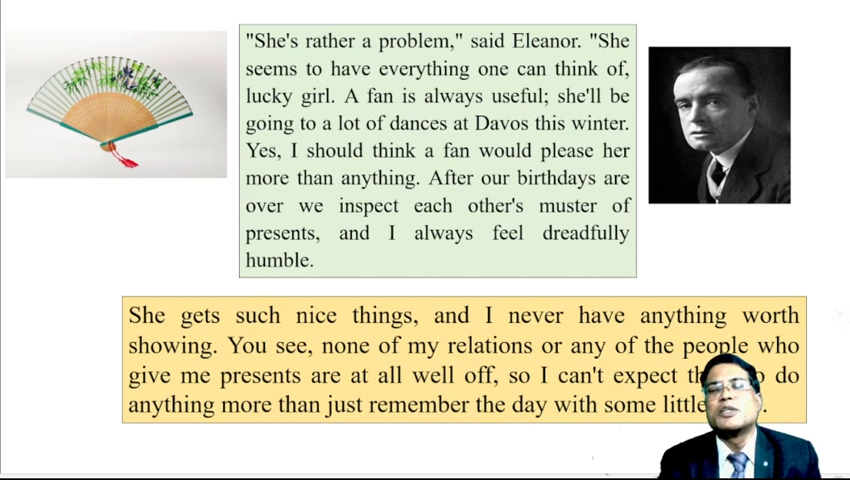 "She's rather a problem," said Eleanor. "She
seems to have everything one can think of,
lucky girl. A fan is always useful; she'll be
going to a lot of dances at Davos this winter.
Yes, I should think a fan would please her
more than anything. After our birthdays are
over we inspect each other's muster of
presents, and I always feel dreadfully
humble.
She gets such nice things, and I never have anything worth
showing. You see, none of my relations or any of the people who
give me presents are at all well off, so I can't expect do
anything more than just remember the day with some little